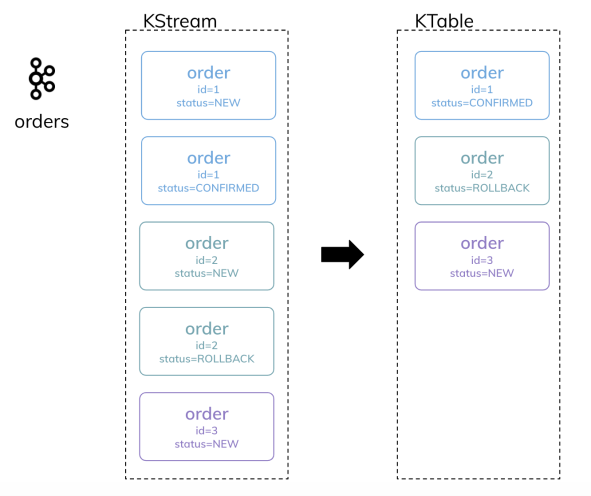 KStream
KTable
orders
order
id=1
status=NEW
order
id=1
status=CONFIRMED
order
id=2
status=NEW
order
id=2
status=ROLLBACK
order
id=3
status=NEW
order
id=1
status=CONFIRMED
order
id=2
status=ROLLBACK
order
id=3
status=NEW